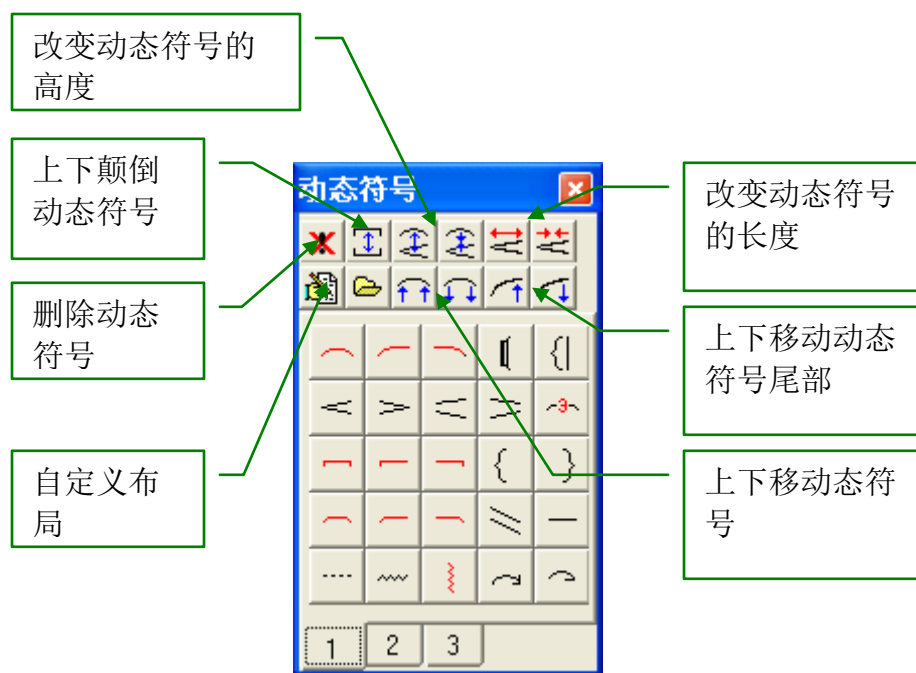 改变动态符号的
高度
上下颠倒
动态符号
删除动态
符号
自定义布
局
动态符号
3
1
2
3
改变动态符号
的长度
上下移动动态
符号尾部
上下移动态符
号